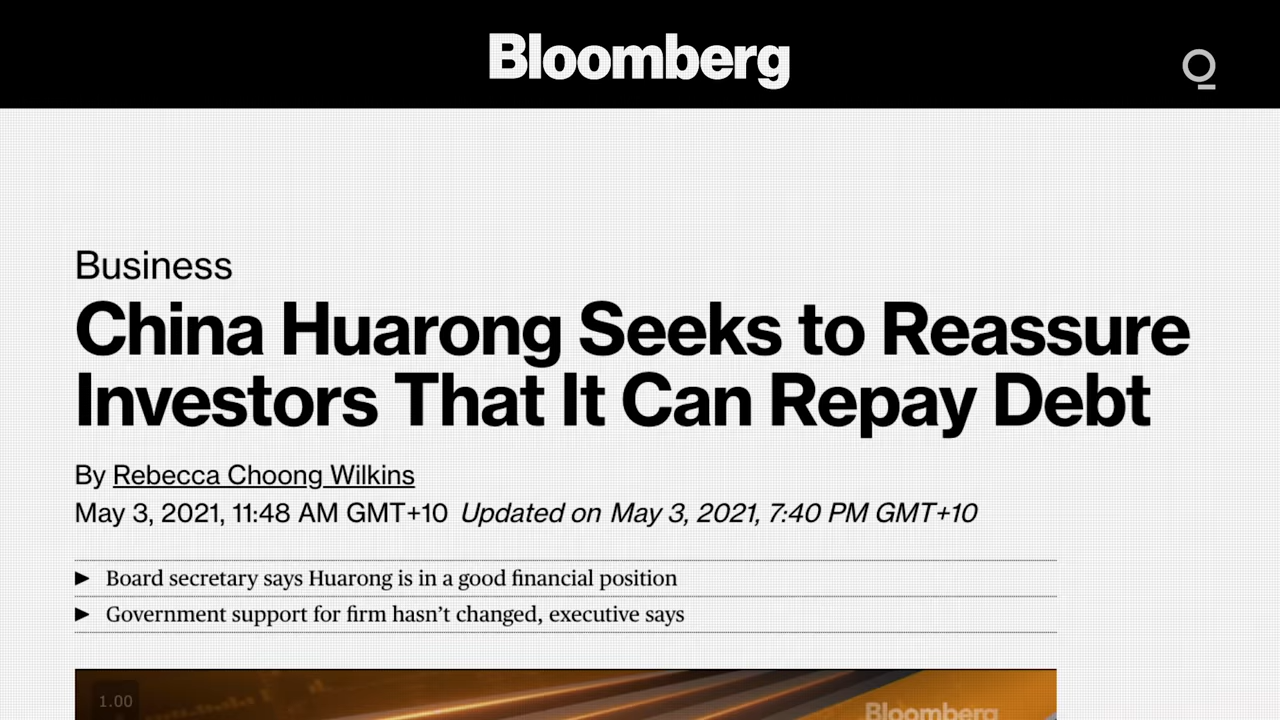 Bloomberg
Business
China Huarong Seeks to Reassure
Investors That It Can Repay Debt
By Rebecca Choong Wilkins
May 3, 2021, 11:48 AM GMT+10 Updated on May 3, 2021, 7:40 PM GMT+10
▶ Board secretary says Huarong is in a good financial position
▶ Government support for firm hasn't changed, executive says
1.00
Bloomberg